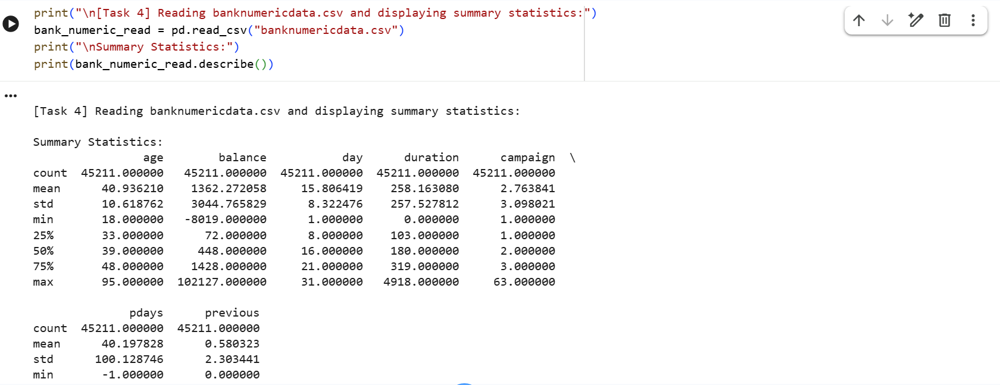 print("\n[Task 4] Reading banknumericdata.csv and displaying summary statistics:")
bank_numeric_read = pd.read_csv("banknumericdata.csv")
print("\nSummary Statistics:")
print(bank_numeric_read.describe())
[Task 4] Reading banknumericdata.csv and displaying summary statistics:
Summary Statistics:
                age        balance           day      duration      campaign  \
count  45211.000000   45211.000000  45211.000000  45211.000000  45211.000000
mean      40.936210    1362.272058     15.806419    258.163080      2.763841
std       10.618762    3044.765829      8.322476    257.527812      3.098021
min       18.000000   -8019.000000      1.000000      0.000000      1.000000
25%       33.000000      72.000000      8.000000    103.000000      1.000000
50%       39.000000     448.000000     16.000000    180.000000      2.000000
75%       48.000000    1428.000000     21.000000    319.000000      3.000000
max       95.000000  102127.000000     31.000000   4918.000000     63.000000
              pdays      previous
count  45211.000000  45211.000000
mean      40.197828      0.580323
std      100.128746      2.303441
min       -1.000000      0.000000